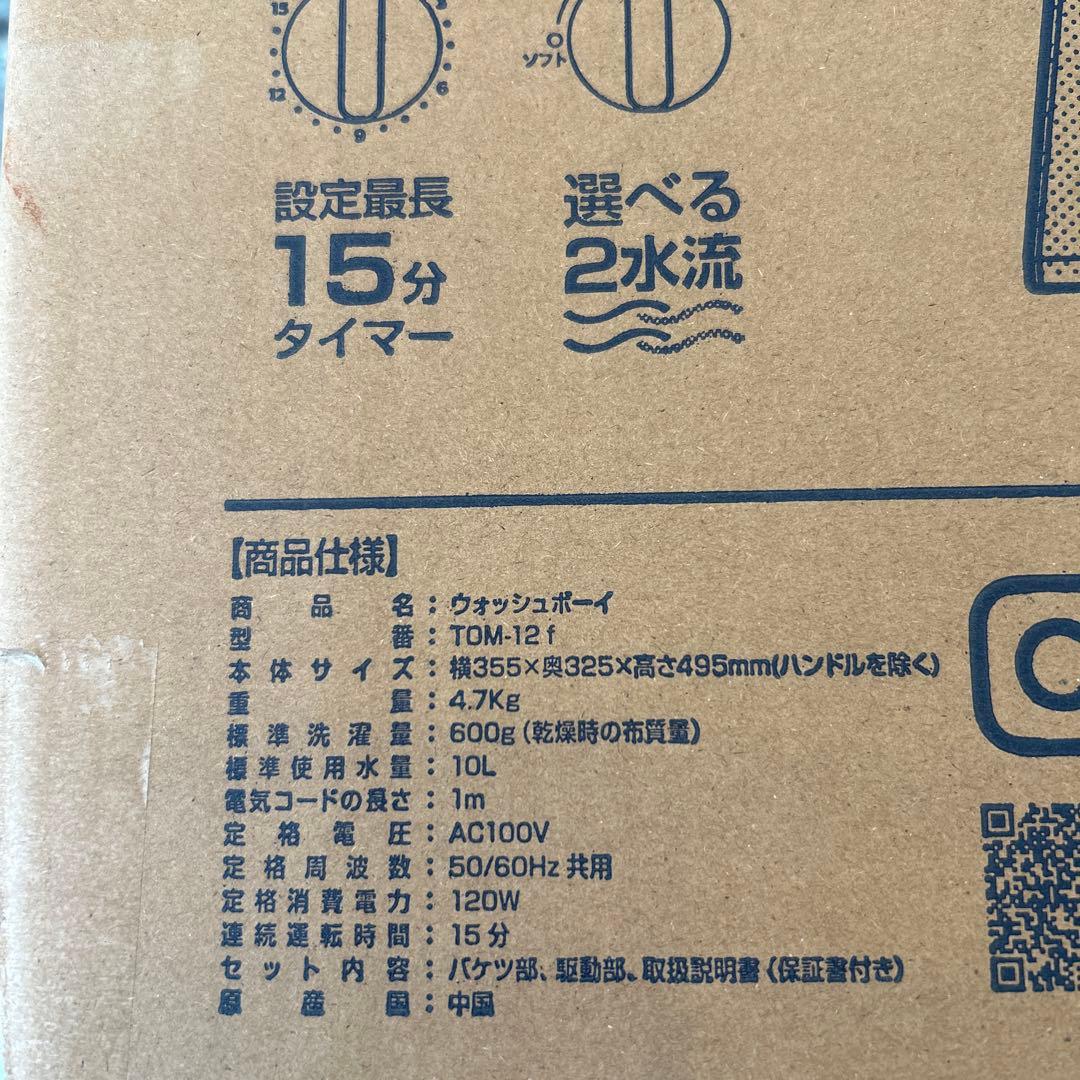 15
12
9
6
ソフト
設定最長
15分
タイマー
選べる
2水流
【商品仕様】
商品名：ウォッシュボーイ
型番：TOM-12f
本体サイズ：横355×奥325×高さ495mm(ハンドルを除く)
重量：4.7Kg
標準洗濯量：600g（乾燥時の布質量）
標準使用水量：10L
電気コードの長さ：1m
定格電圧：AC100V
定格周波数：50/60Hz 共用
定格消費電力：120W
連続運転時間：15分
セット内容：バケツ部、駆動部、取扱説明書〈保証書付き〉
原産国：中国